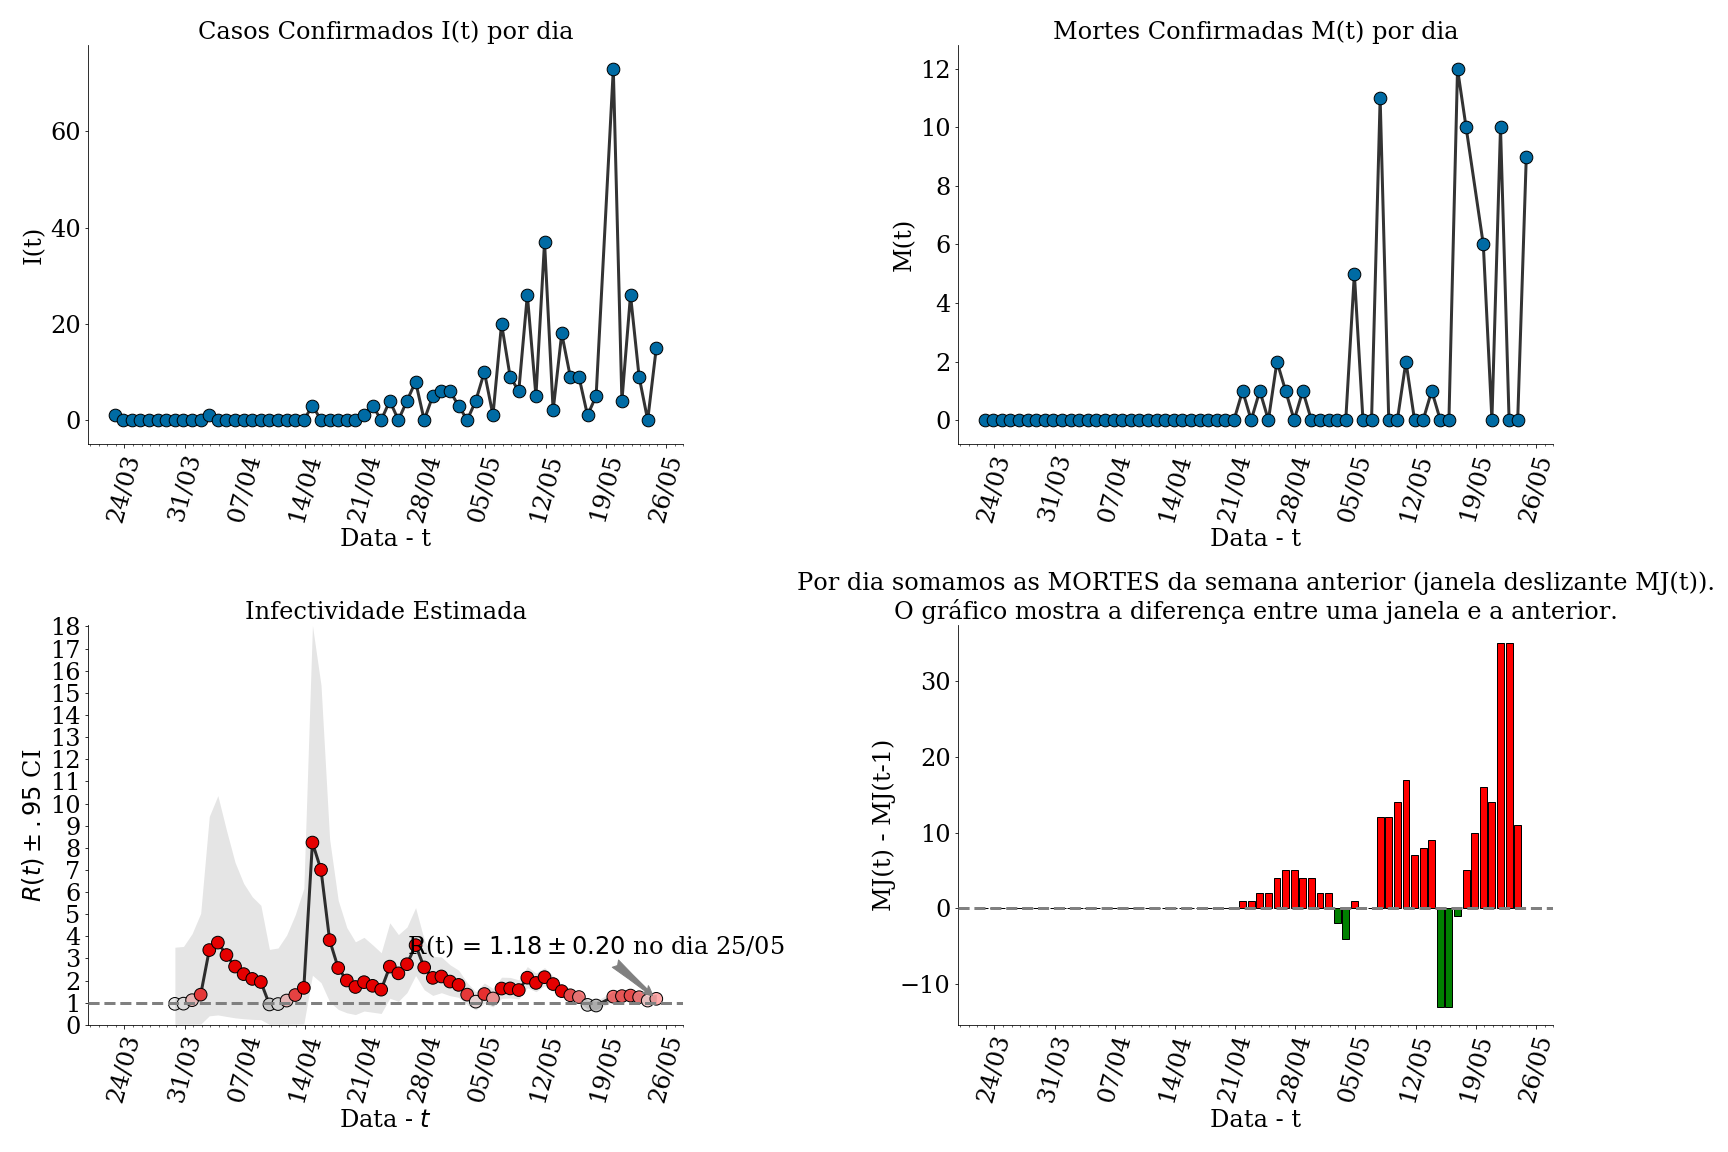 Casos Confirmados I(t) por dia
I(t)
60
40
20
0
24/03 31/03 07/04 14/04 21/04 28/04 05/05 12/05 19/05 26/05
Data - t
Mortes Confirmadas M(t) por dia
M(t)
12
10
8
6
4
2
0
24/03 31/03 07/04 14/04 21/04 28/04 05/05 12/05 19/05 26/05
Data - t
Infectividade Estimada
R(t) ± .95 CI
18
17
16
15
14
13
12
11
10
9
8
7
6
5
4
3
2
1
0
R(t) = 1.18 ± 0.20 no dia 25/05
24/03 31/03 07/04 14/04 21/04 28/04 05/05 12/05 19/05 26/05
Data - t
Por dia somamos as MORTES da semana anterior (janela deslizante MJ(t)).
O gráfico mostra a diferença entre uma janela e a anterior.
MJ(t) - MJ(t-1)
30
20
10
0
−10
24/03 31/03 07/04 14/04 21/04 28/04 05/05 12/05 19/05 26/05
Data - t